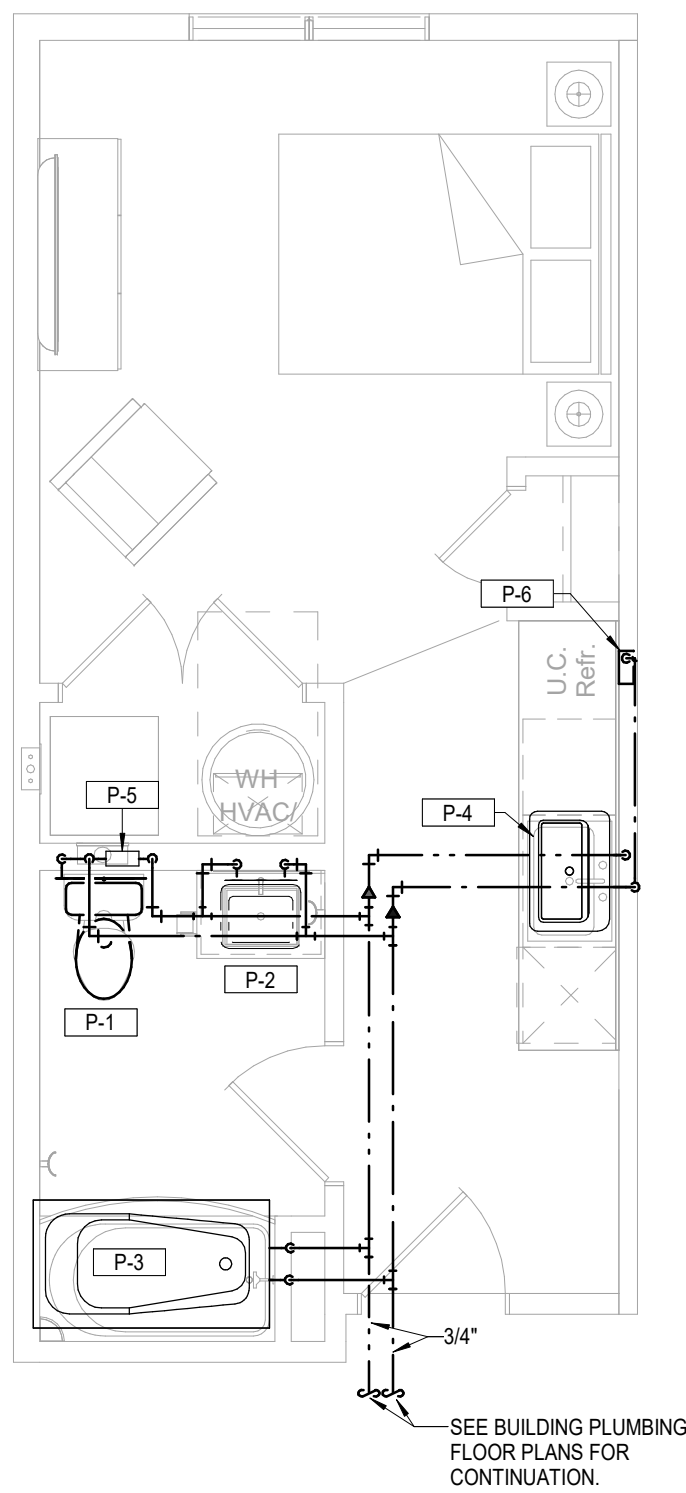 P-6
U.C.
Refr.
WH
HVAC/
P-5
P-4
P-2
P-1
P-3
3/4"
SEE BUILDING PLUMBING
FLOOR PLANS FOR
CONTINUATION.